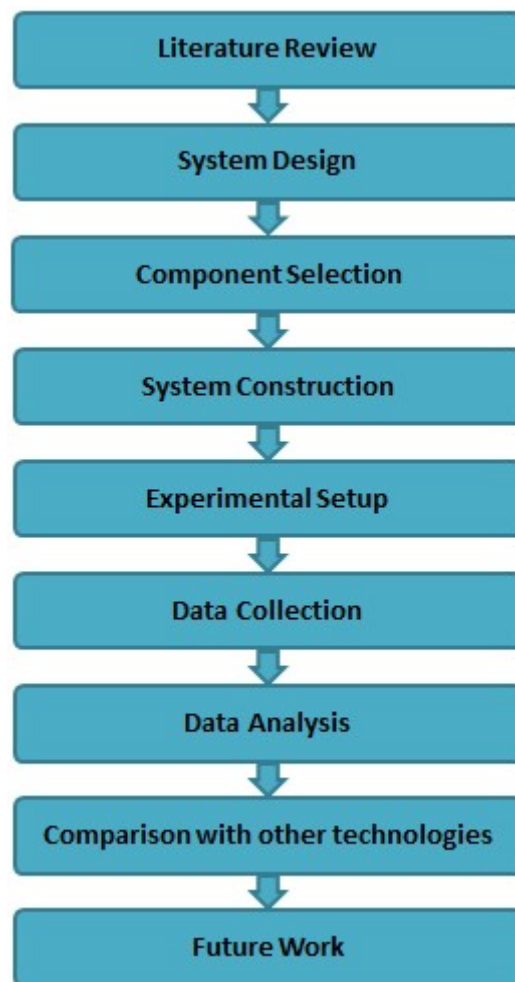 Literature Review
System Design
Component Selection
System Construction
Experimental Setup
Data Collection
Data Analysis
Comparison with other technologies
Future Work